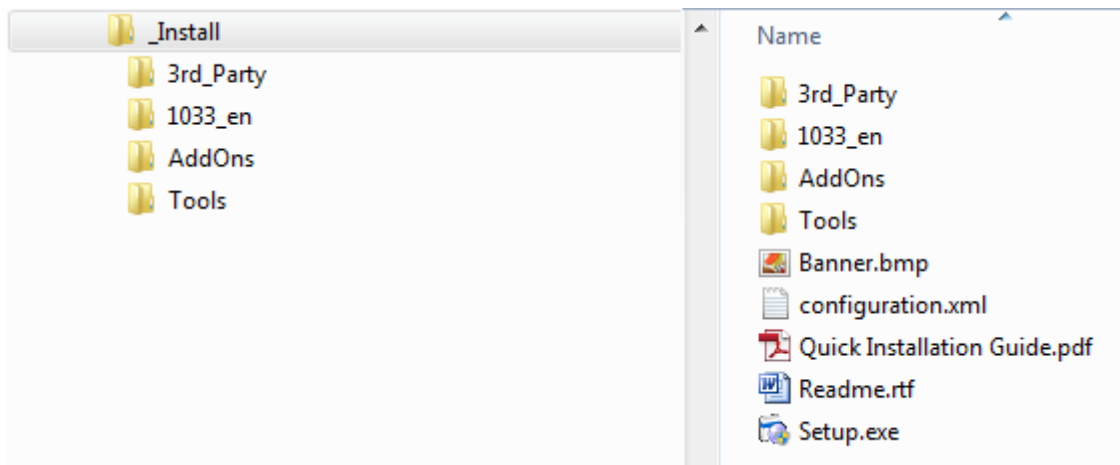 _Install
3rd_Party
1033_en
AddOns
Tools
Name
3rd_Party
1033_en
AddOns
Tools
Banner.bmp
configuration.xml
Quick Installation Guide.pdf
Readme.rtf
Setup.exe